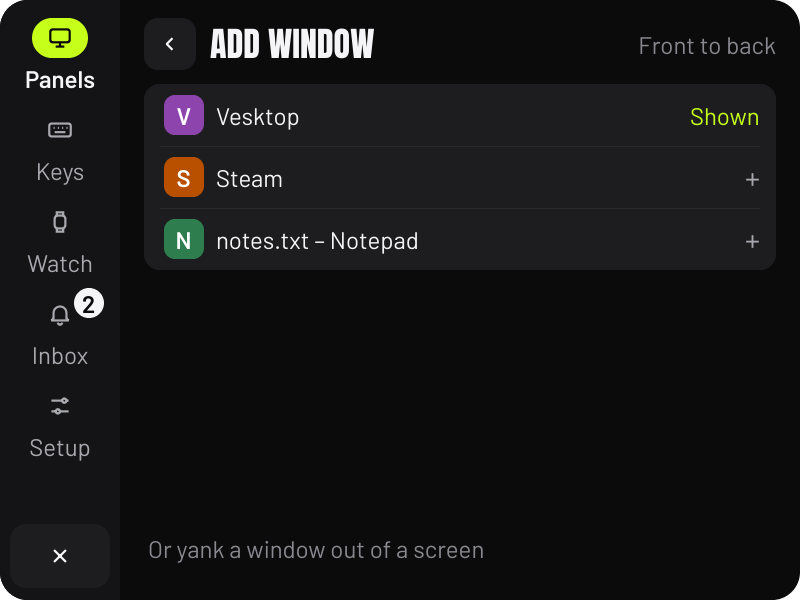 Panels
Keys
Watch
2
Inbox
Setup
ADD WINDOW
Front to back
V Vesktop Shown
S Steam +
N notes.txt – Notepad +
Or yank a window out of a screen